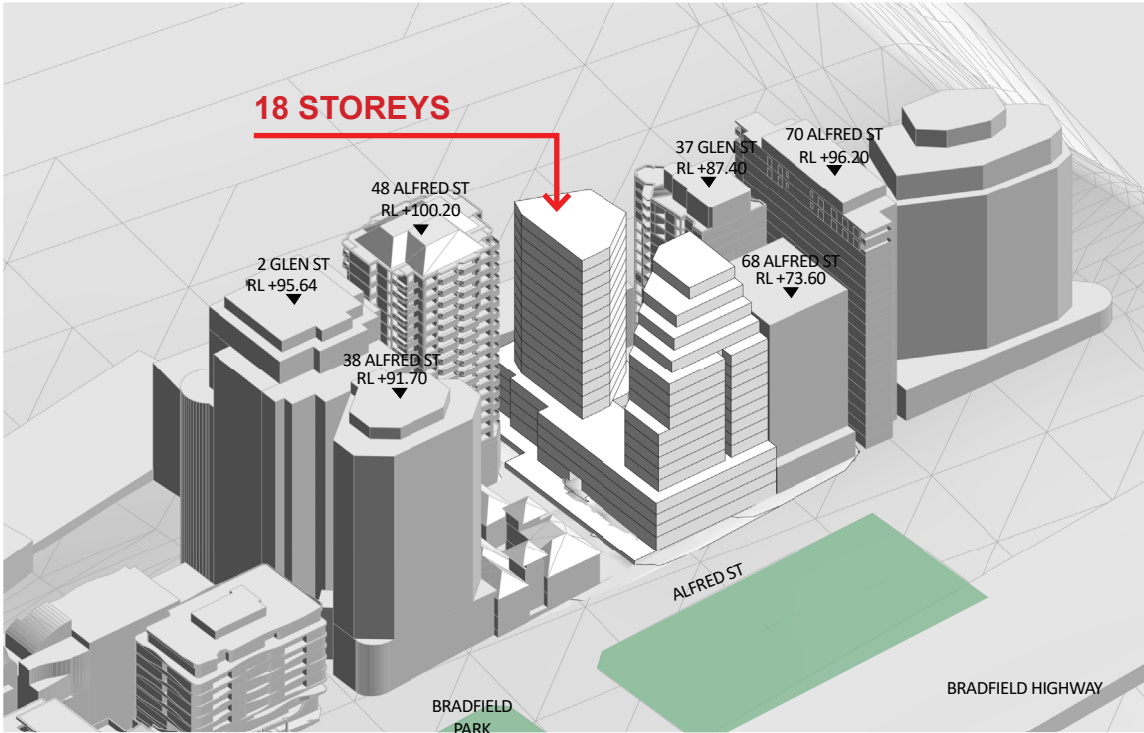 18 STOREYS
37 GLEN ST
RL +87.40
70 ALFRED ST
RL +96.20
48 ALFRED ST
RL +100.20
2 GLEN ST
RL +95.64
68 ALFRED ST
RL +73.60
38 ALFRED ST
RL +91.70
ALFRED ST
BRADFIELD HIGHWAY
BRADFIELD
PARK